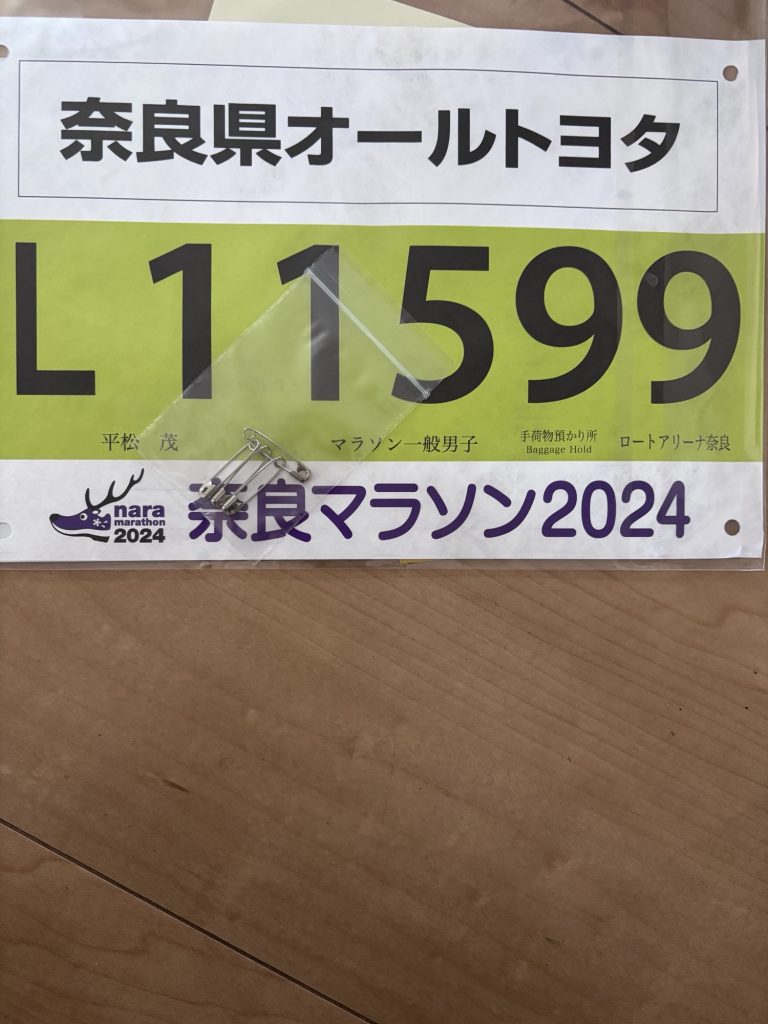 奈良県オールトヨタ
L11599
平松 茂 マラソン一般男子 手荷物預かり所 ロートアリーナ奈良
Baggage Hold
nara
marathon
2024
奈良マラソン2024